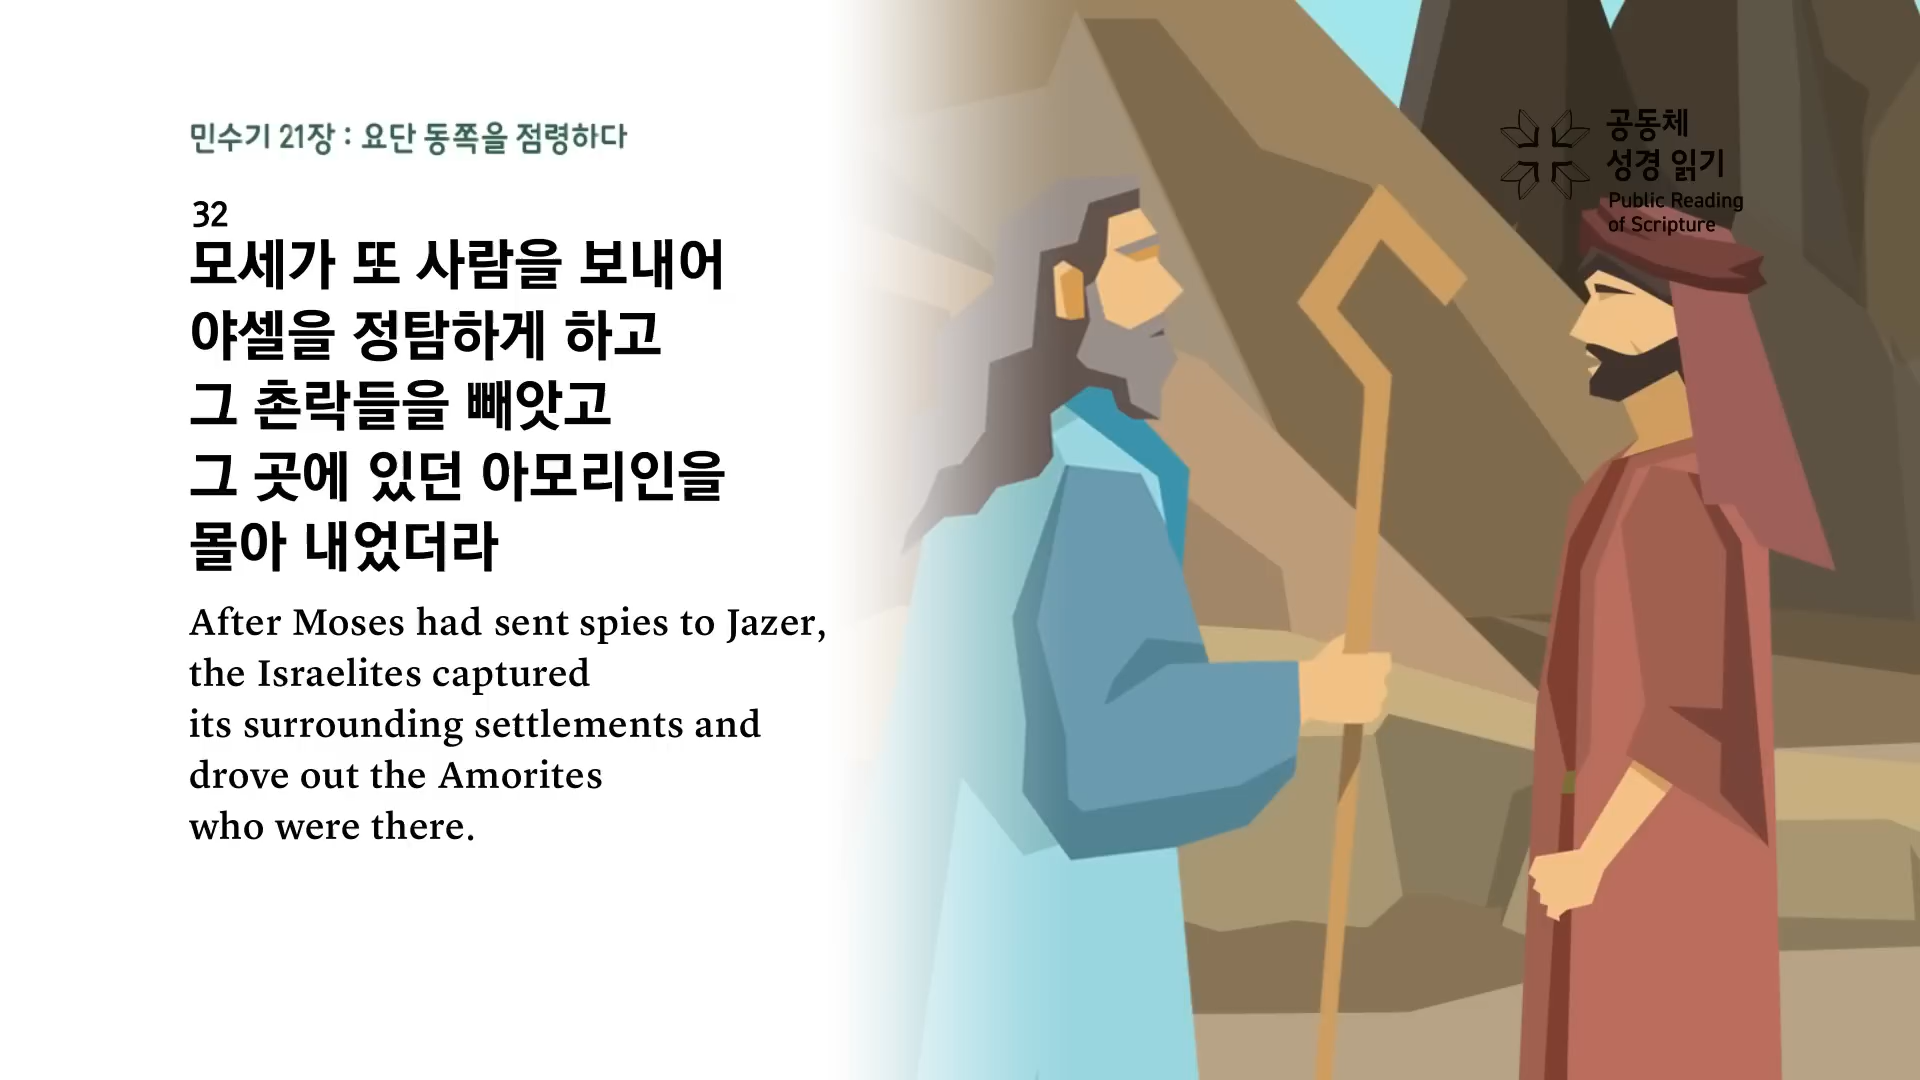 민수기 21장 : 요단 동쪽을 점령하다
32
모세가 또 사람을 보내어
야셀을 정탐하게 하고
그 촌락들을 빼앗고
그 곳에 있던 아모리인을
몰아 내었더라
After Moses had sent spies to Jazer,
the Israelites captured
its surrounding settlements and
drove out the Amorites
who were there.
공동체
성경 읽기
Public Reading
of Scripture